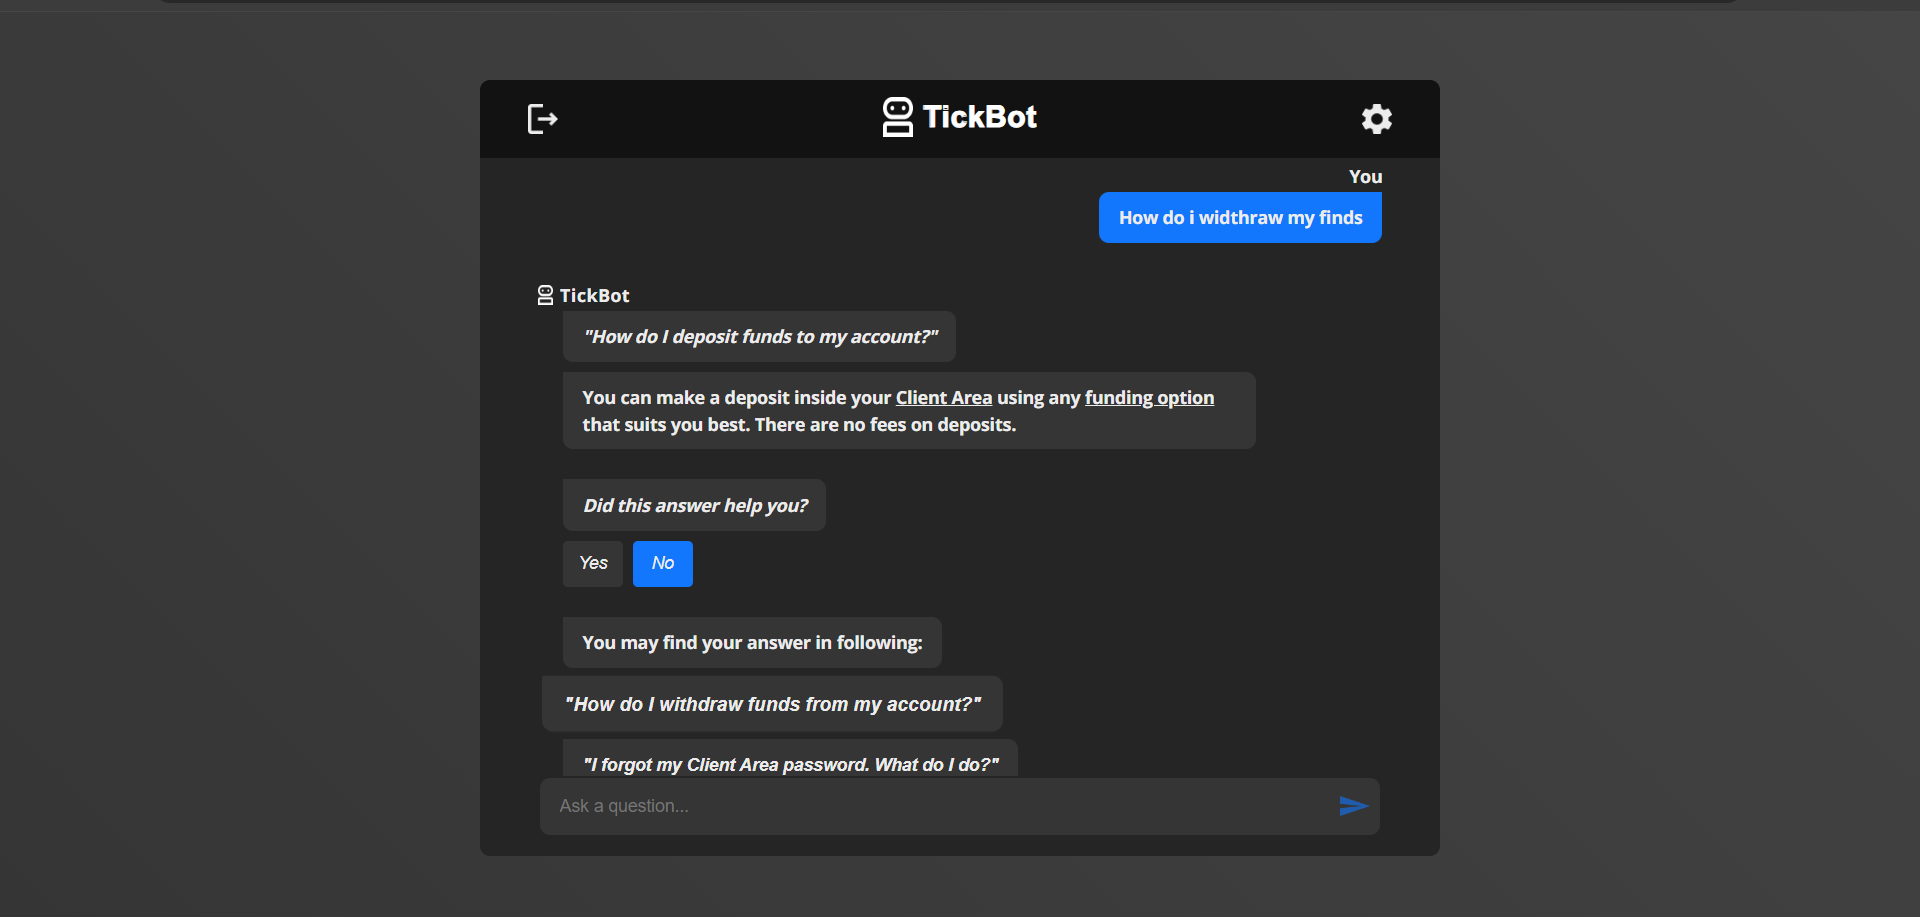 TickBot
You
How do i widthraw my finds
TickBot
"How do I deposit funds to my account?"
You can make a deposit inside your Client Area using any funding option
that suits you best. There are no fees on deposits.
Did this answer help you?
Yes No
You may find your answer in following:
"How do I withdraw funds from my account?"
"I forgot my Client Area password. What do I do?"
Ask a question...